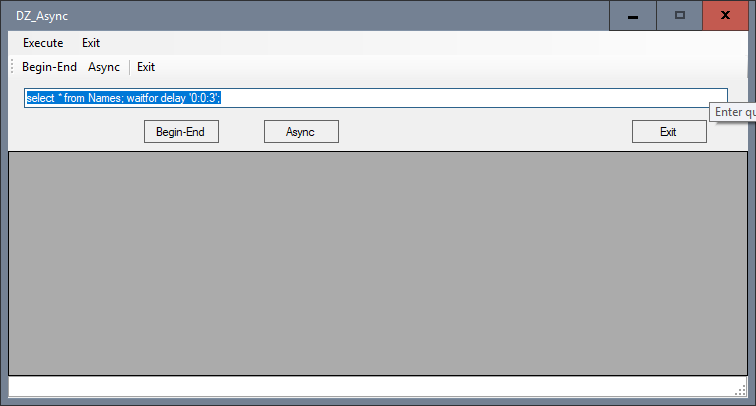 DZ_Async
Execute Exit
Begin-End Async Exit
select * from Names; waitfor delay '0:0:3';
Enter qu
Begin-End Async Exit